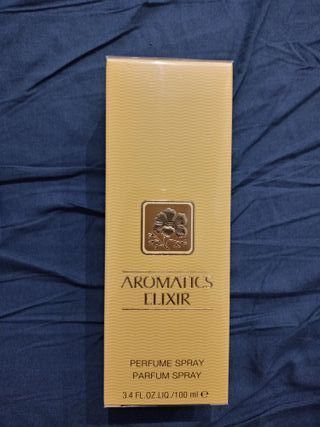 AROMATICS
ELIXIR
PERFUME SPRAY
PARFUM SPRAY
3.4 FL.OZ.LIQ./100 ml ℮